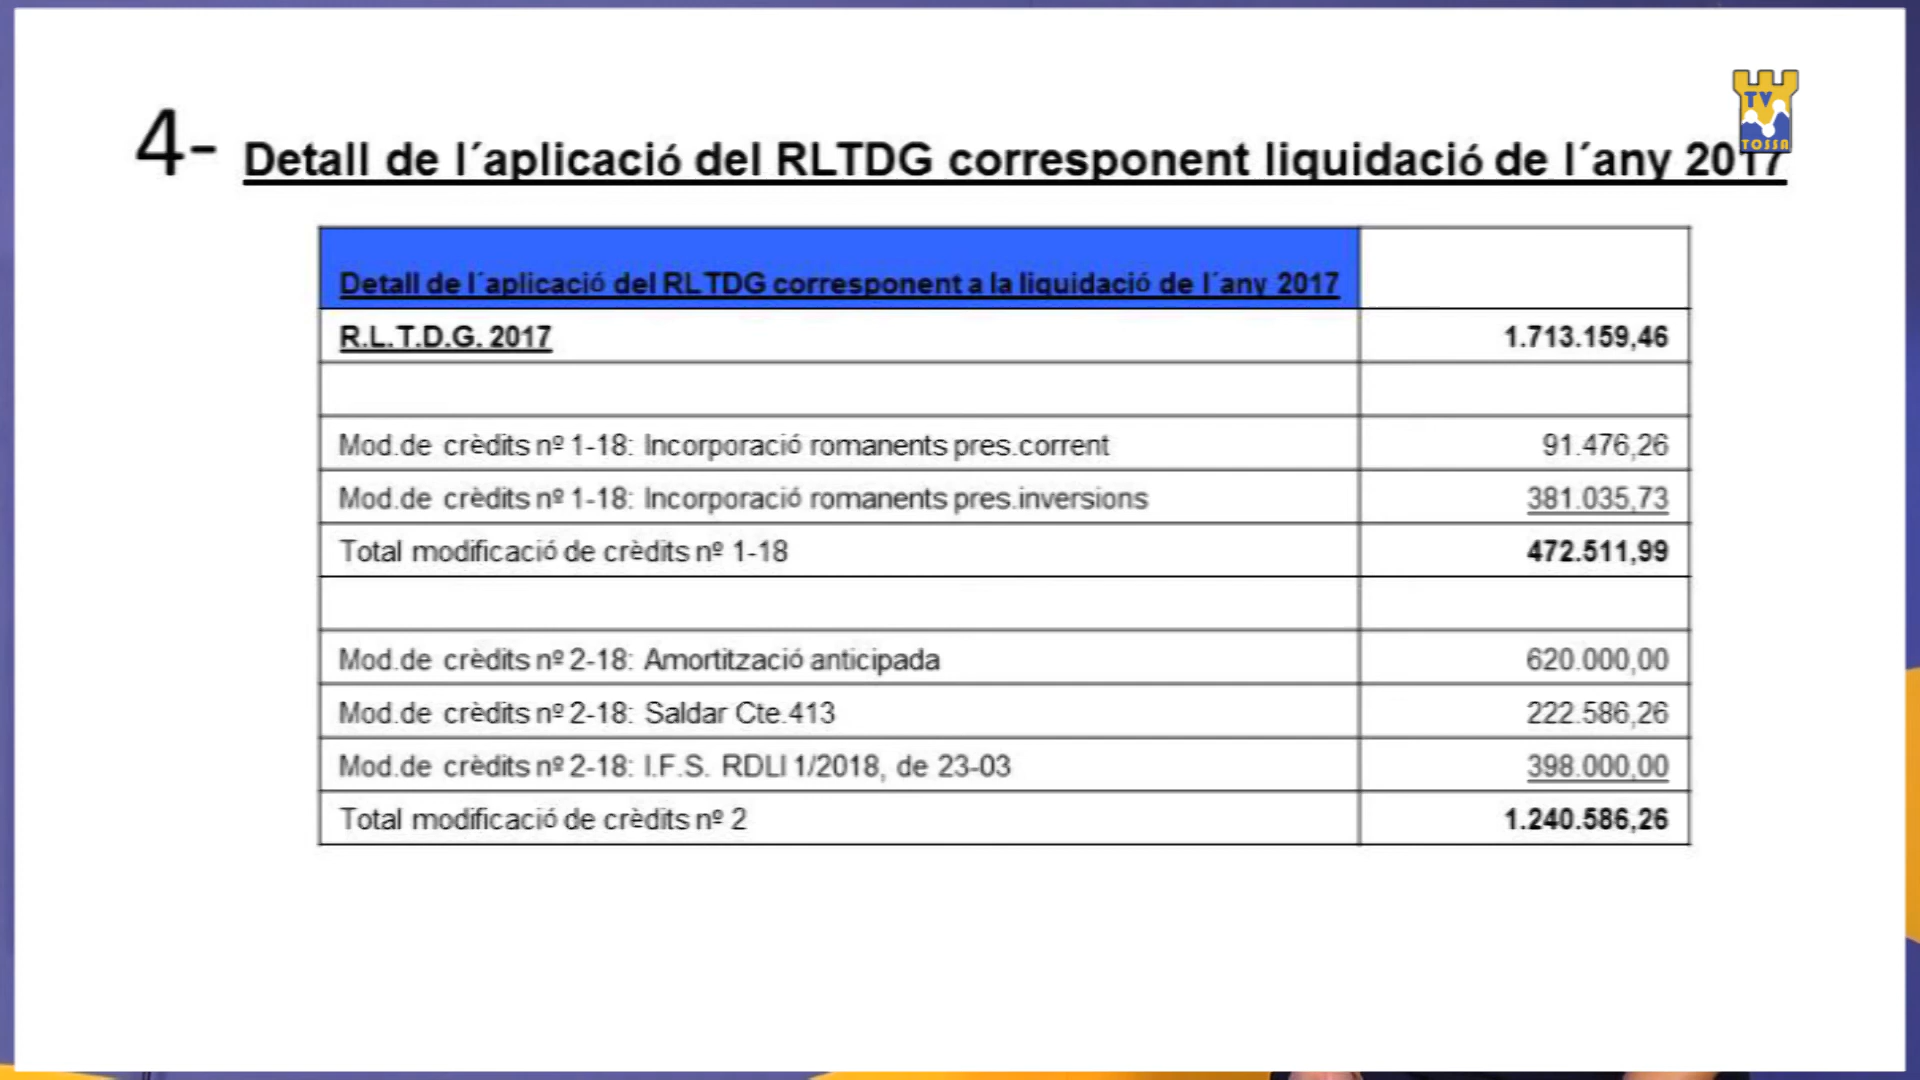 TV
TOSSA
4- Detall de l´aplicació del RLTDG corresponent liquidació de l´any 2017
Detall de l´aplicació del RLTDG corresponent a la liquidació de l´any 2017
R.L.T.D.G. 2017 1.713.159,46
Mod.de crèdits nº 1-18: Incorporació romanents pres.corrent 91.476,26
Mod.de crèdits nº 1-18: Incorporació romanents pres.inversions 381.035,73
Total modificació de crèdits nº 1-18 472.511,99
Mod.de crèdits nº 2-18: Amortització anticipada 620.000,00
Mod.de crèdits nº 2-18: Saldar Cte.413 222.586,26
Mod.de crèdits nº 2-18: I.F.S. RDLl 1/2018, de 23-03 398.000,00
Total modificació de crèdits nº 2 1.240.586,26